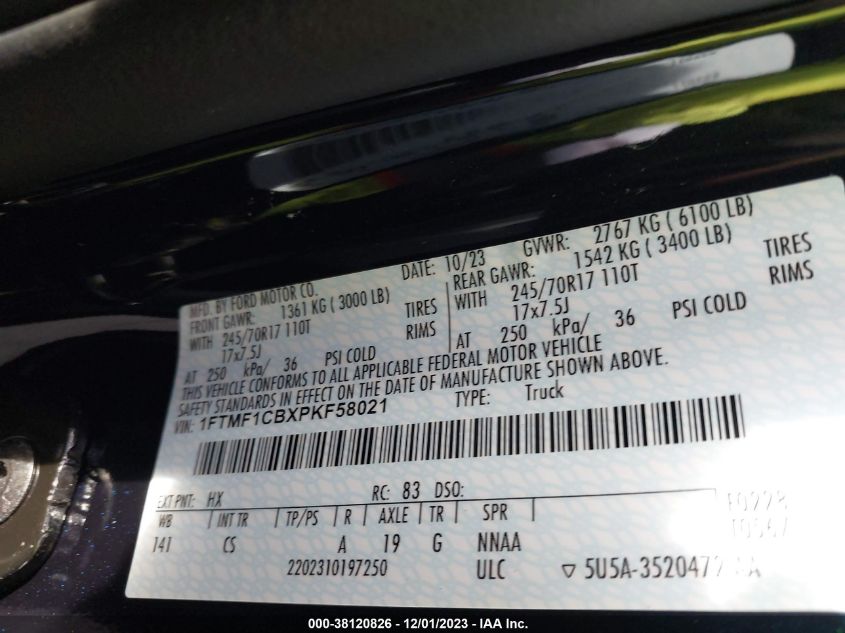 MFD. BY FORD MOTOR CO. DATE: 10/23 GVWR: 2767 KG ( 6100 LB)
FRONT GAWR: 1361 KG ( 3000 LB) REAR GAWR: 1542 KG ( 3400 LB)
WITH 245/70R17 110T TIRES WITH 245/70R17 110T TIRES
17x7.5J RIMS 17x7.5J RIMS
AT 250 kPa/ 36 PSI COLD AT 250 kPa/ 36 PSI COLD
THIS VEHICLE CONFORMS TO ALL APPLICABLE FEDERAL MOTOR VEHICLE
SAFETY STANDARDS IN EFFECT ON THE DATE OF MANUFACTURE SHOWN ABOVE.
VIN: 1FTMF1CBXPKF58021 TYPE: Truck
EXT PNT: HX RC: 83 DSO:
WB INT TR TP/PS R AXLE TR SPR
141 CS A 19 G NNAA
2202310197250 ULC
000-38120826 - 12/01/2023 - IAA Inc.